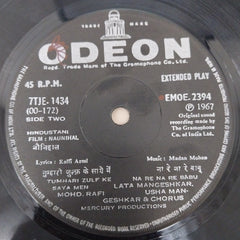 TRADE MARK
ODEON
Regd. Trade Mark of The Gramophone Co. Ltd.
45 R.P.M.
EXTENDED PLAY
7TJE. 1434
(00-172)
SIDE TWO
EMOE. 2394
℗ 1967
Original sound
recording made by
The Gramophone
Co. of India Ltd.
HINDUSTANI
FILM : NAUNIHAL
नौनिहाल
Lyrics : Kaifi Azmi
तुम्हारी ज़ुल्फ़ के साये में
TUMHARI ZULF KE
SAYA MEN
MOHD. RAFI
Music : Madan Mohan
ना रे ना रे बाबू
NA RE NA RE BABU
LATA MANGESHKAR,
USHA MAN-
GESHKAR & CHORUS
MERCURY PRODUCTIONS